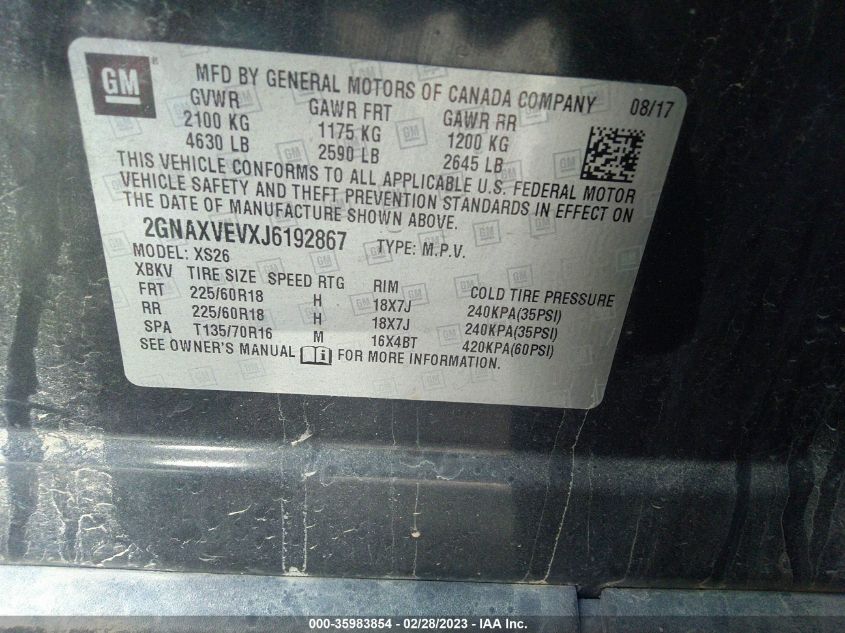 GM
MFD BY GENERAL MOTORS OF CANADA COMPANY 08/17
GVWR GAWR FRT GAWR RR
2100 KG 1175 KG 1200 KG
4630 LB 2590 LB 2645 LB
THIS VEHICLE CONFORMS TO ALL APPLICABLE U.S. FEDERAL MOTOR
VEHICLE SAFETY AND THEFT PREVENTION STANDARDS IN EFFECT ON
THE DATE OF MANUFACTURE SHOWN ABOVE.
2GNAXVEVXJ6192867 TYPE: M.P.V.
MODEL: XS26
XBKV TIRE SIZE SPEED RTG RIM COLD TIRE PRESSURE
FRT 225/60R18 H 18X7J 240KPA(35PSI)
RR 225/60R18 H 18X7J 240KPA(35PSI)
SPA T135/70R16 M 16X4BT 420KPA(60PSI)
SEE OWNER'S MANUAL FOR MORE INFORMATION.
000-35983854 - 02/28/2023 - IAA Inc.